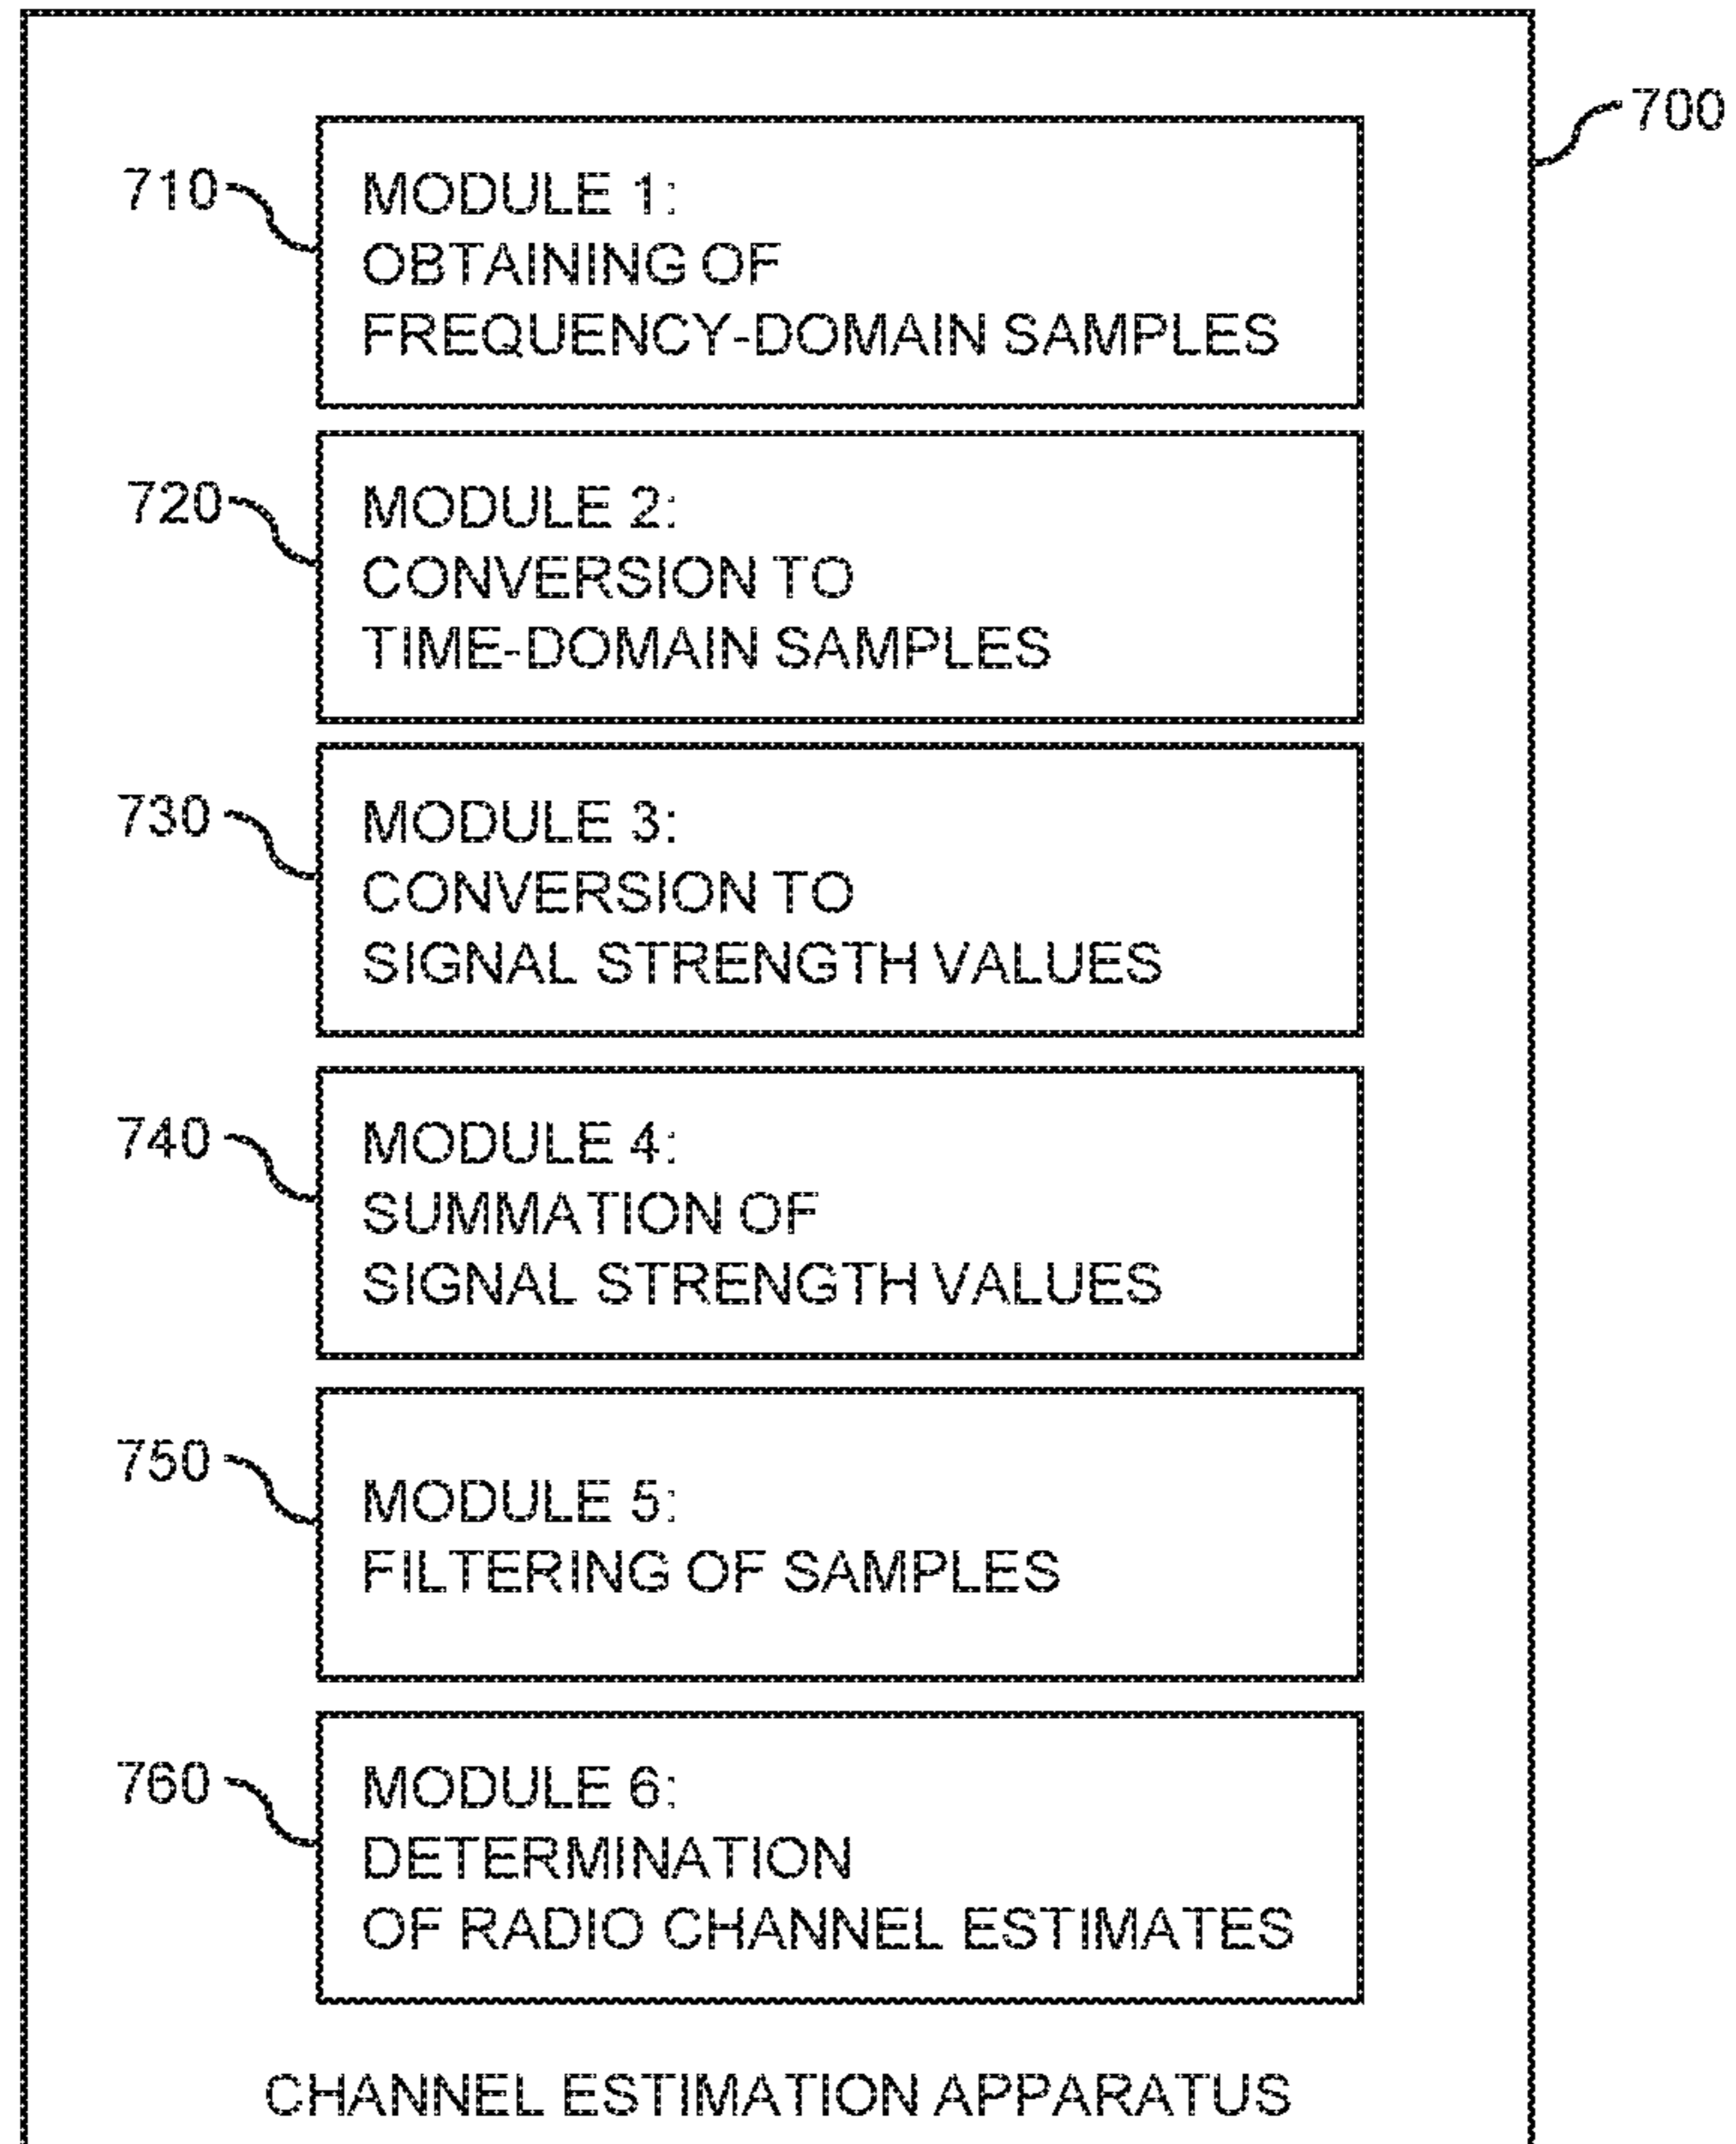 700
710
MODULE 1:
OBTAINING OF
FREQUENCY-DOMAIN SAMPLES
720
MODULE 2:
CONVERSION TO
TIME-DOMAIN SAMPLES
730
MODULE 3:
CONVERSION TO
SIGNAL STRENGTH VALUES
740
MODULE 4:
SUMMATION OF
SIGNAL STRENGTH VALUES
750
MODULE 5:
FILTERING OF SAMPLES
760
MODULE 6:
DETERMINATION
OF RADIO CHANNEL ESTIMATES
CHANNEL ESTIMATION APPARATUS